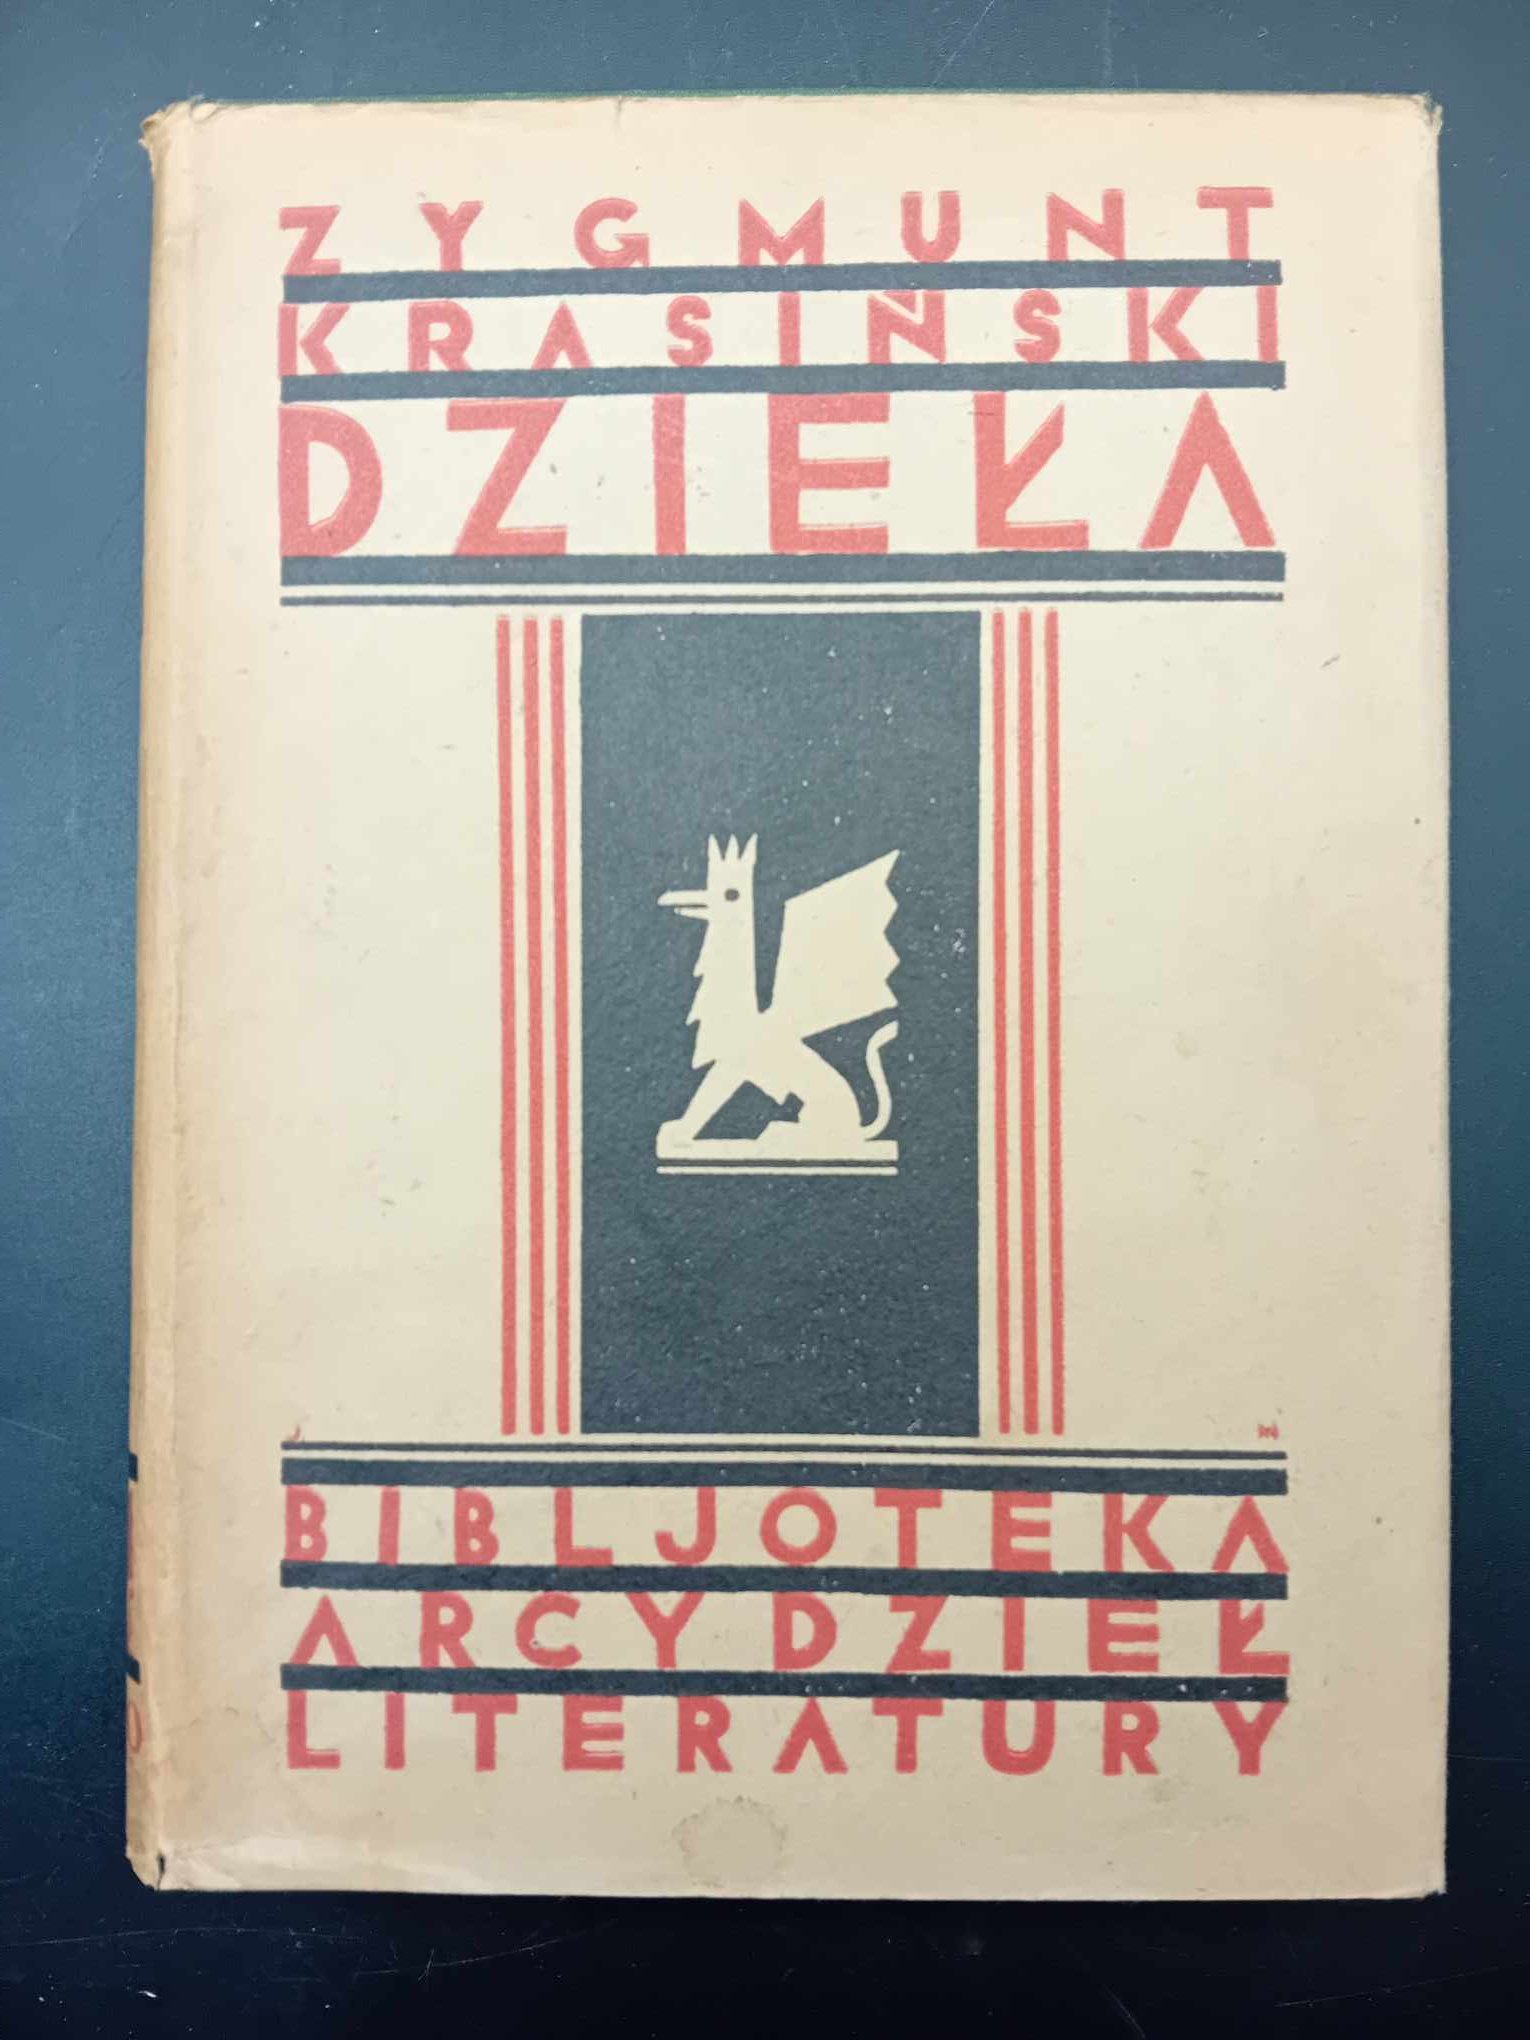 ZYGMUNT
KRASIŃSKI
DZIEŁA
BIBLJOTEKA
ARCYDZIEŁ
LITERATURY